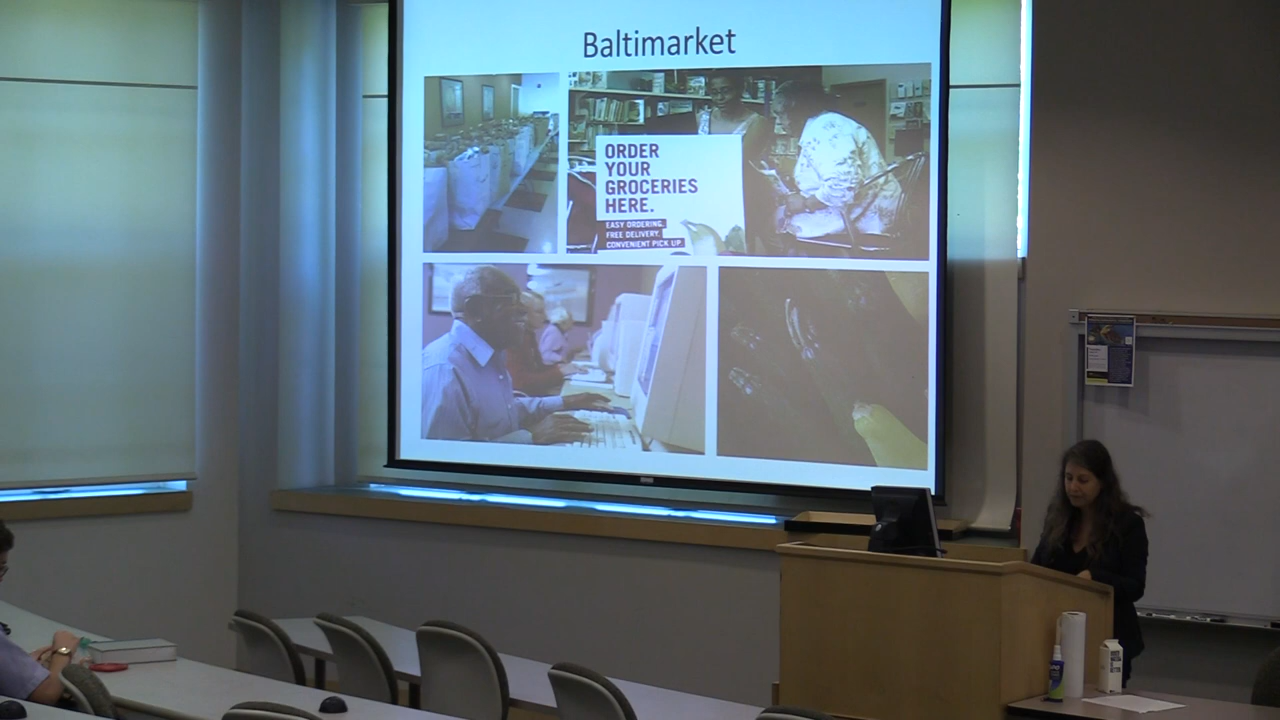 Baltimarket
ORDER
YOUR
GROCERIES
HERE.
EASY ORDERING.
FREE DELIVERY.
CONVENIENT PICK UP.